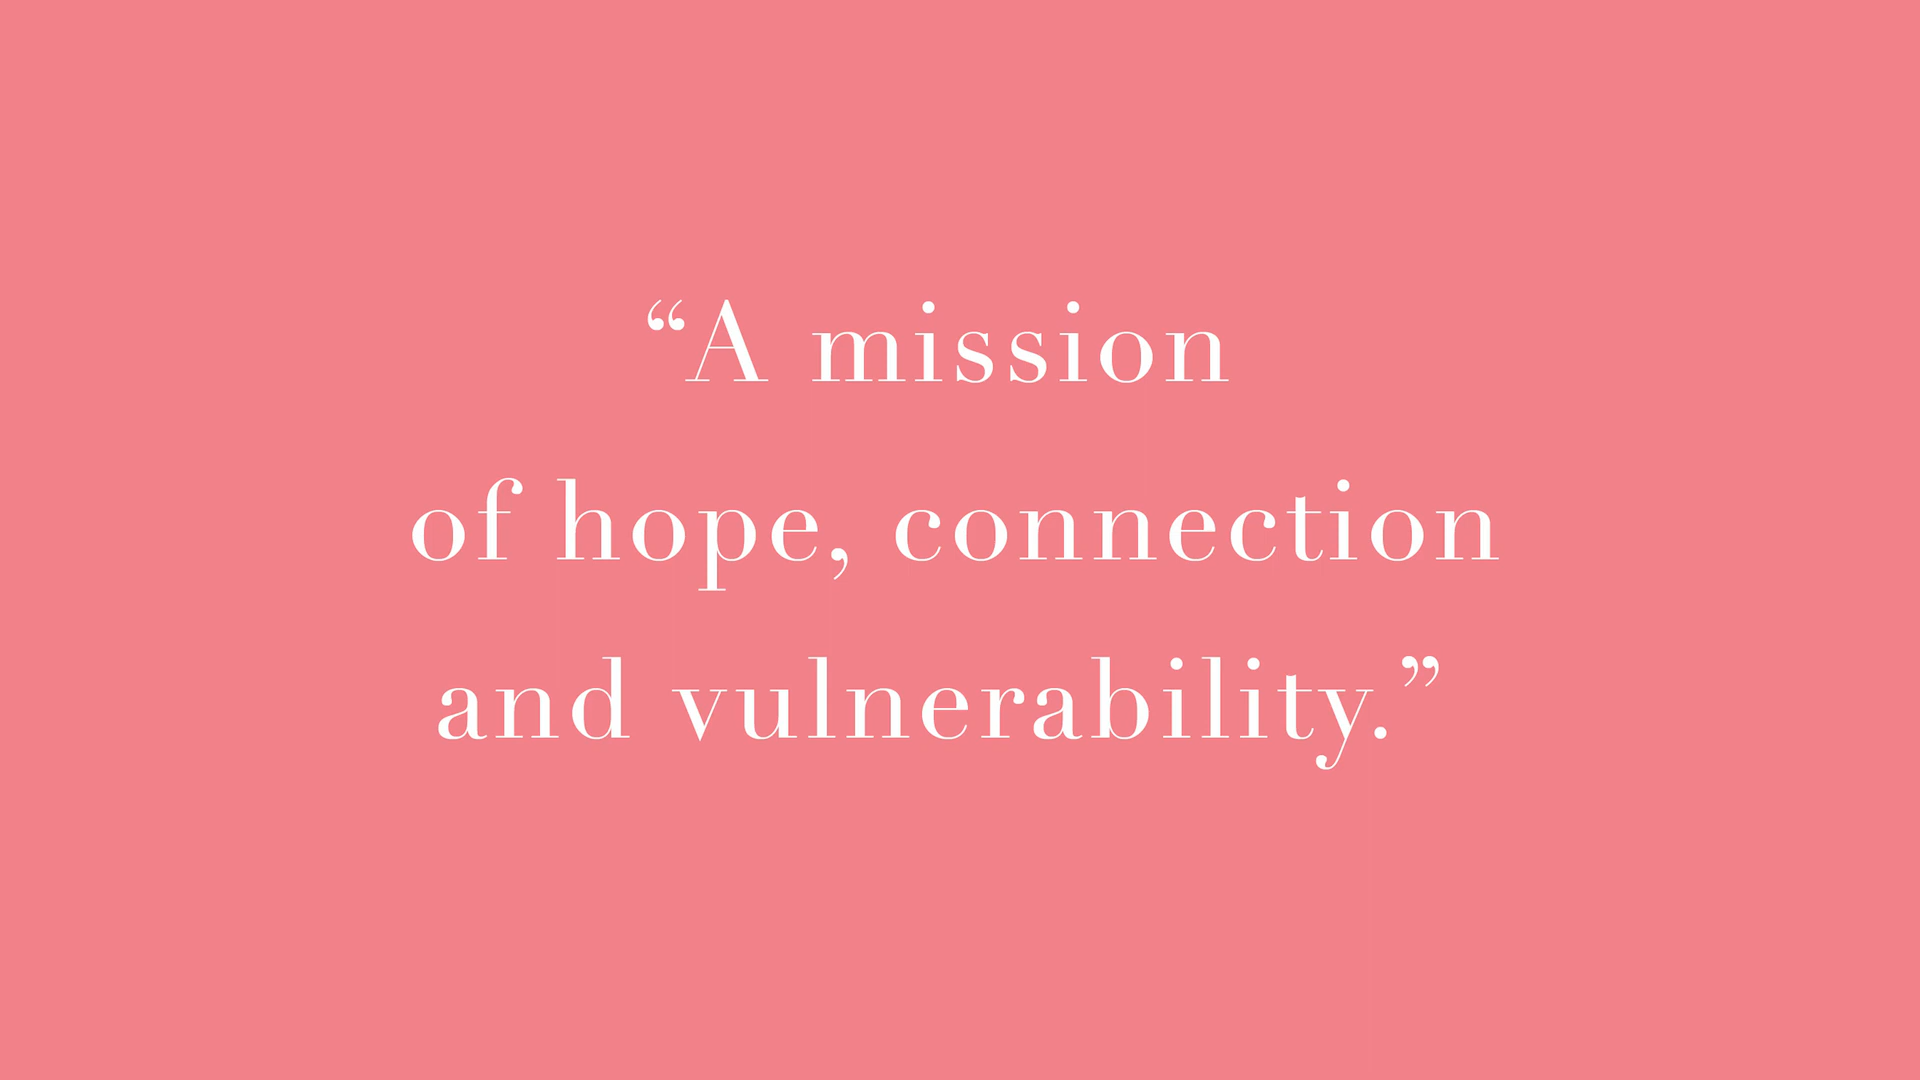 “A mission
of hope, connection
and vulnerability.”